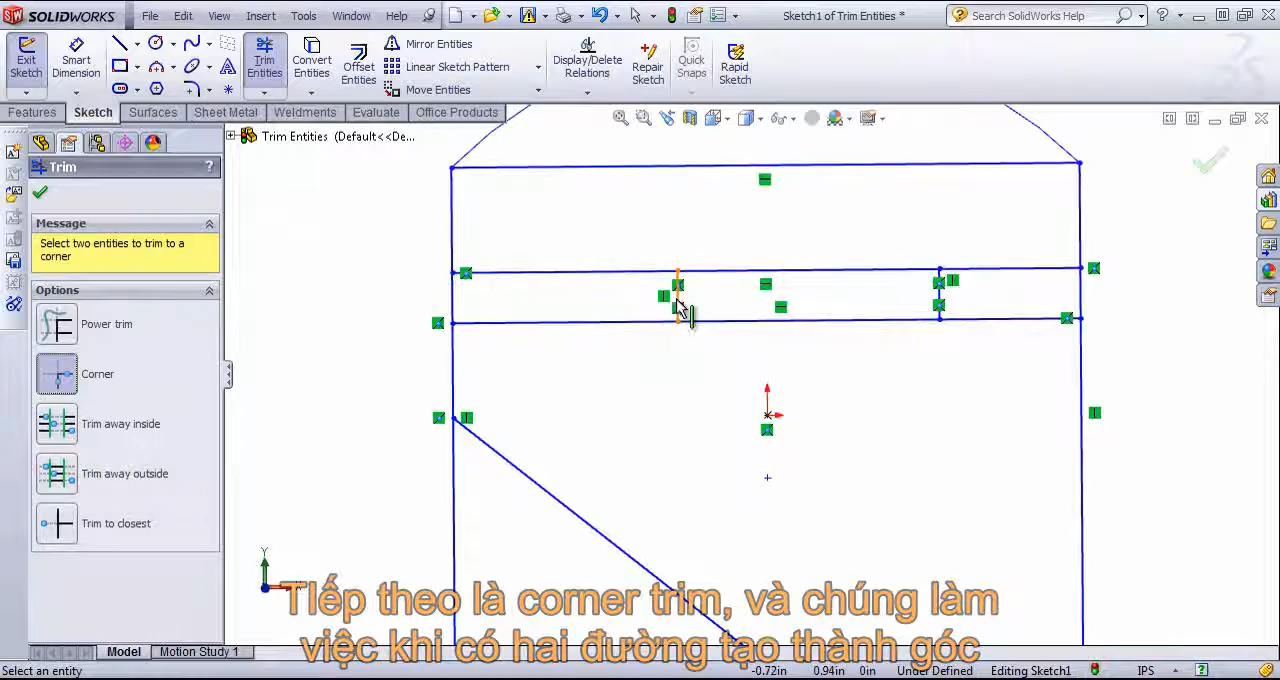 SOLIDWORKS File Edit View Insert Tools Window Help Sketch1 of Trim Entities * Search SolidWorks Help
Exit Sketch
Smart Dimension
Trim Entities
Convert Entities
Offset Entities
Mirror Entities
Linear Sketch Pattern
Move Entities
Display/Delete Relations
Repair Sketch
Quick Snaps
Rapid Sketch
Features Sketch Surfaces Sheet Metal Weldments Evaluate Office Products
Trim Entities (Default<<De...
Trim ?
Message
Select two entities to trim to a
corner
Options
Power trim
Corner
Trim away inside
Trim away outside
Trim to closest
Y
TIếp theo là corner trim, và chúng làm
việc khi có hai đường tạo thành góc
Model Motion Study 1
Select an entity -0.72in 0.94in 0in Under Defined Editing Sketch1 IPS